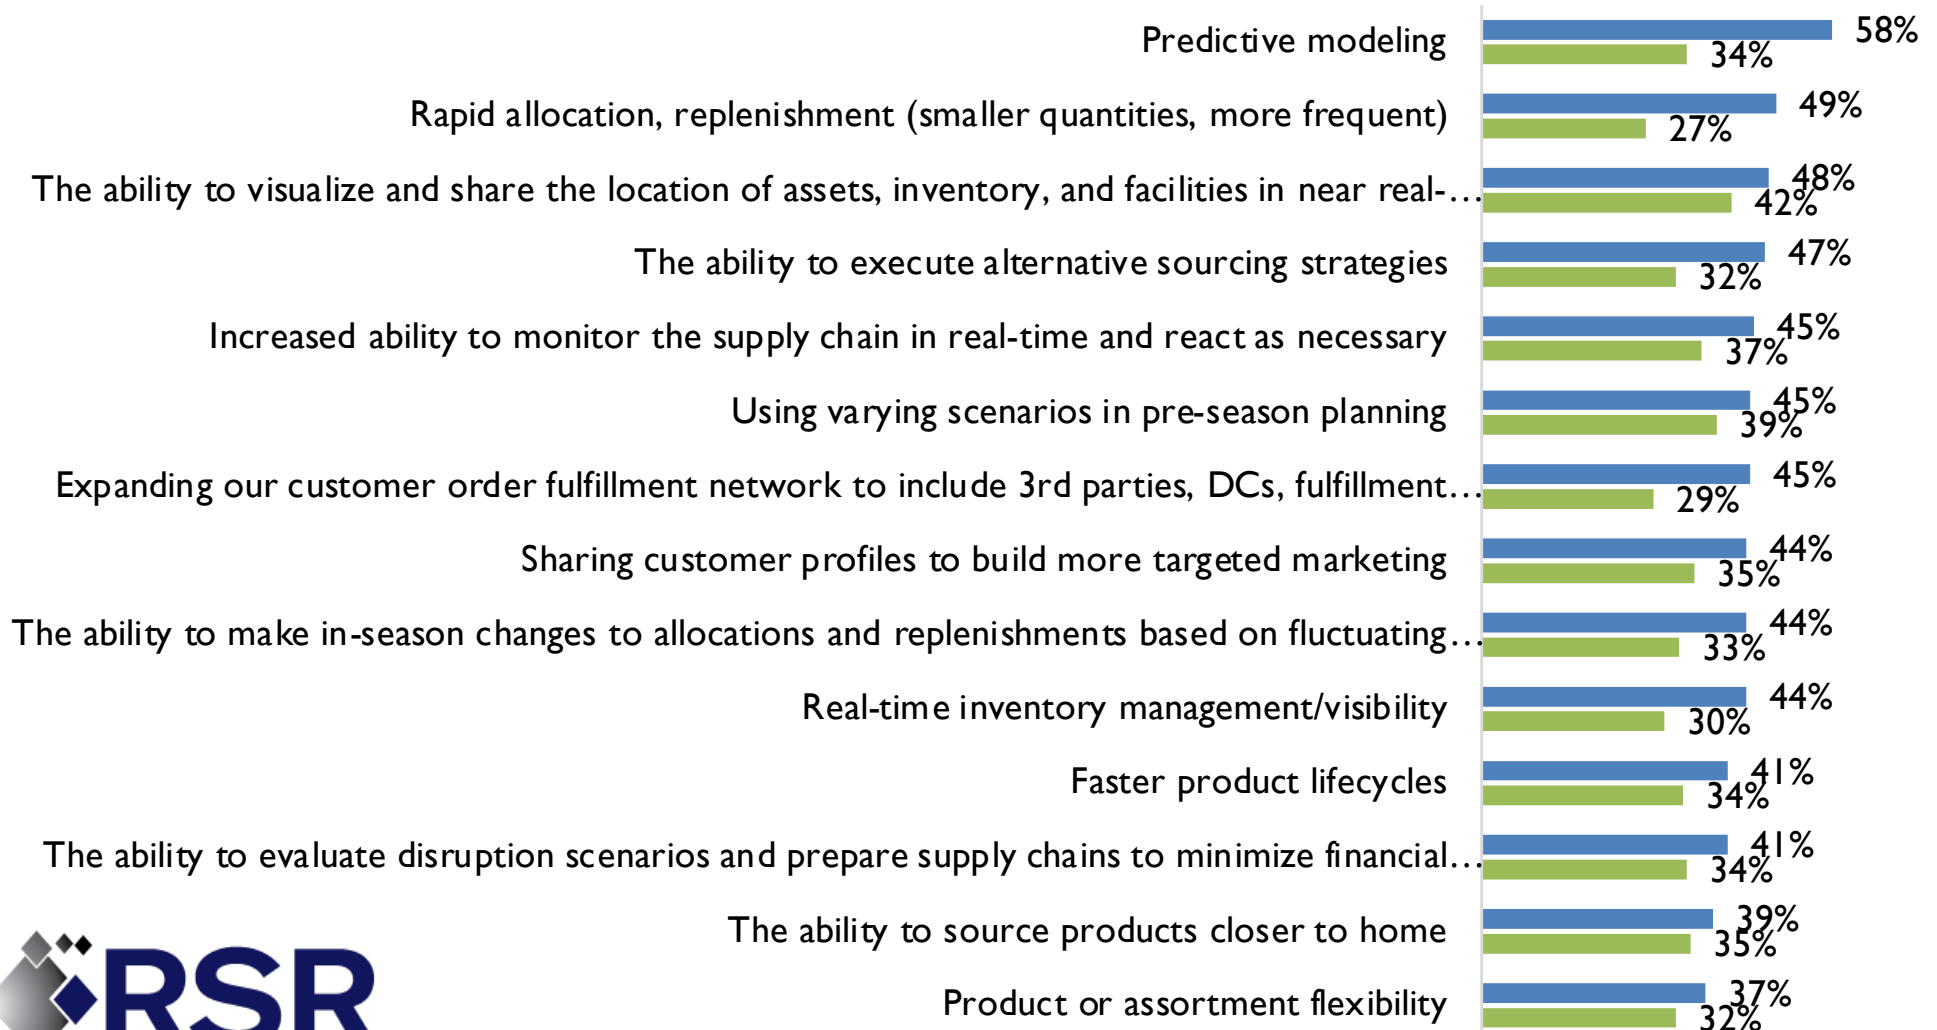 Predictive modeling
58%
34%
Rapid allocation, replenishment (smaller quantities, more frequent)
49%
27%
The ability to visualize and share the location of assets, inventory, and facilities in near real-…
48%
42%
The ability to execute alternative sourcing strategies
47%
32%
Increased ability to monitor the supply chain in real-time and react as necessary
45%
37%
Using varying scenarios in pre-season planning
45%
39%
Expanding our customer order fulfillment network to include 3rd parties, DCs, fulfillment…
45%
29%
Sharing customer profiles to build more targeted marketing
44%
35%
The ability to make in-season changes to allocations and replenishments based on fluctuating…
44%
33%
Real-time inventory management/visibility
44%
30%
Faster product lifecycles
41%
34%
The ability to evaluate disruption scenarios and prepare supply chains to minimize financial…
41%
34%
The ability to source products closer to home
39%
35%
Product or assortment flexibility
37%
32%
RSR